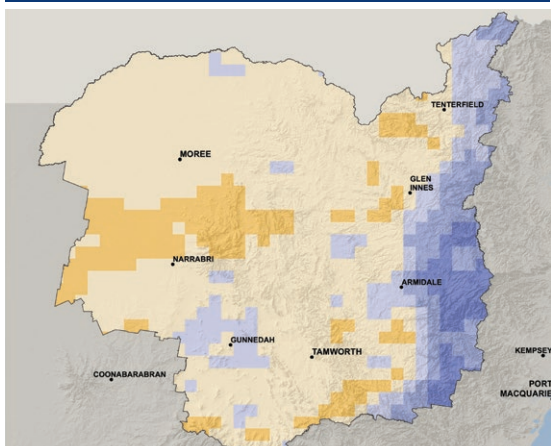 TENTERFIELD
MOREE
GLEN
INNES
NARRABRI
ARMIDALE
GUNNEDAH
TAMWORTH
KEMPSEY
COONABARABRAN
PORT
MACQUARIE